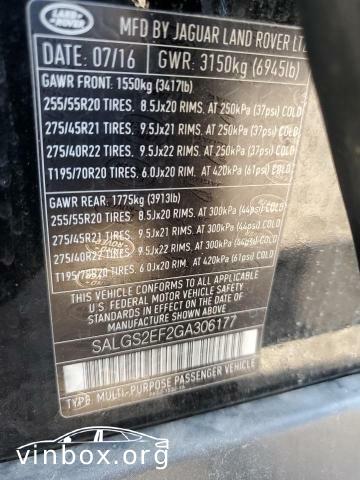 LAND ROVER
MFD BY JAGUAR LAND ROVER LT
DATE: 07/16 GWR: 3150kg (6945lb)
GAWR FRONT: 1550kg (3417lb)
255/55R20 TIRES. 8.5Jx20 RIMS. AT 250kPa (37psi) COLD
275/45R21 TIRES. 9.5Jx21 RIMS. AT 250kPa (37psi) COLD
275/40R22 TIRES. 9.5Jx22 RIMS. AT 250kPa (37psi) COLD
T195/70R20 TIRES. 6.0Jx20 RIMS. AT 420kPa (61psi) COLD
GAWR REAR: 1775kg (3913lb)
255/55R20 TIRES. 8.5Jx20 RIMS. AT 300kPa (44psi) COLD
275/45R21 TIRES. 9.5Jx21 RIMS. AT 300kPa (44psi) COLD
275/40R22 TIRES. 9.5Jx22 RIMS. AT 300kPa (44psi) COLD
T195/70R20 TIRES. 6.0Jx20 RIMS. AT 420kPa (61psi) COLD
THIS VEHICLE CONFORMS TO ALL APPLICABLE
U.S. FEDERAL MOTOR VEHICLE SAFETY
STANDARDS IN EFFECT ON THE DATE OF
MANUFACTURE SHOWN ABOVE
SALGS2EF2GA306177
TYPE: MULTI-PURPOSE PASSENGER VEHICLE
vinbox.org